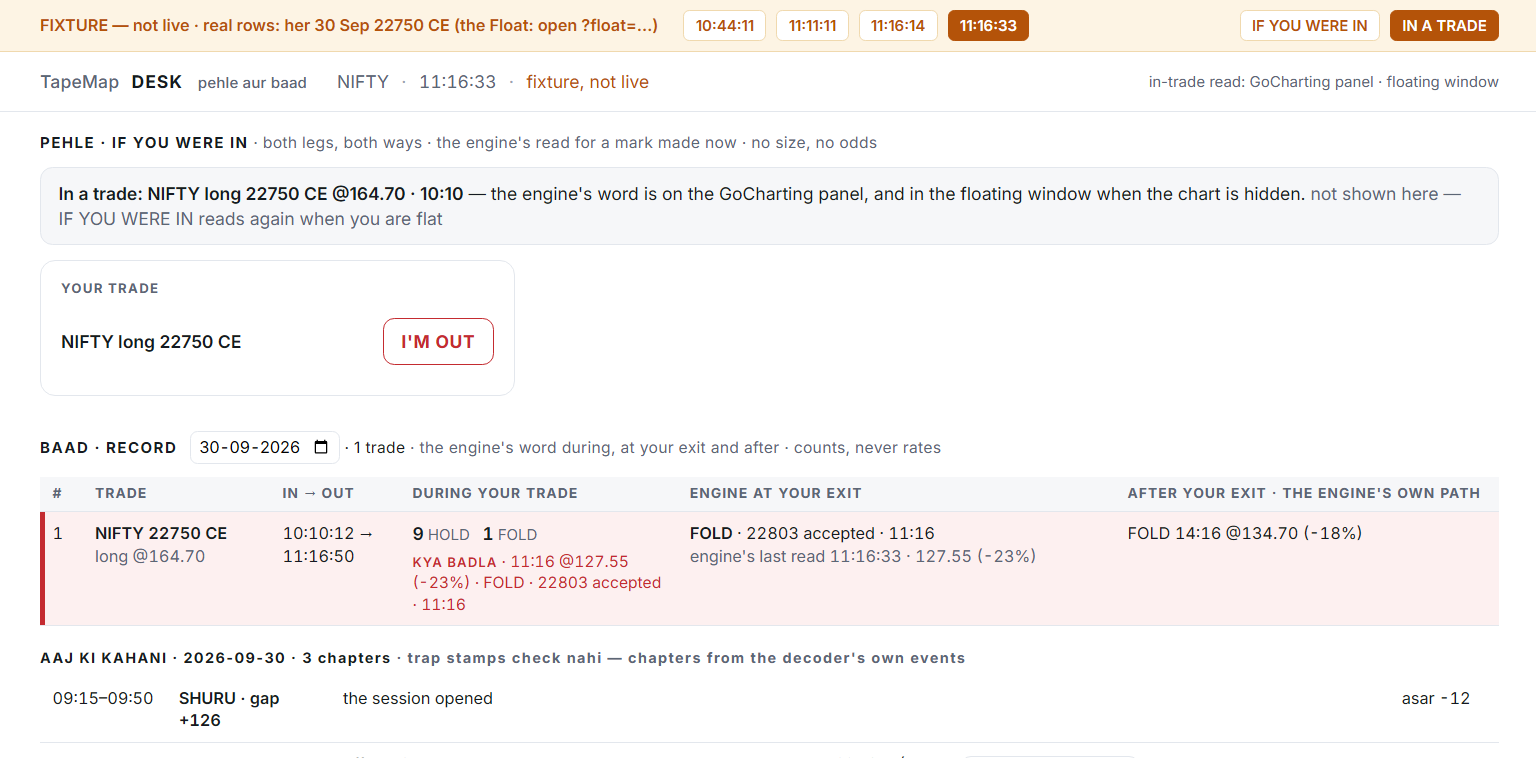 FIXTURE — not live · real rows: her 30 Sep 22750 CE (the Float: open ?float=…) 10:44:11 11:11:11 11:16:14 11:16:33 IF YOU WERE IN IN A TRADE
TapeMap DESK pehle aur baad NIFTY · 11:16:33 · fixture, not live in-trade read: GoCharting panel · floating window
PEHLE · IF YOU WERE IN · both legs, both ways · the engine's read for a mark made now · no size, no odds
In a trade: NIFTY long 22750 CE @164.70 · 10:10 — the engine's word is on the GoCharting panel, and in the floating window when the chart is hidden. not shown here —
IF YOU WERE IN reads again when you are flat
YOUR TRADE
NIFTY long 22750 CE I'M OUT
BAAD · RECORD 30-09-2026 · 1 trade · the engine's word during, at your exit and after · counts, never rates
# TRADE IN → OUT DURING YOUR TRADE ENGINE AT YOUR EXIT AFTER YOUR EXIT · THE ENGINE'S OWN PATH
1 NIFTY 22750 CE 10:10:12 → 9 HOLD 1 FOLD FOLD · 22803 accepted · 11:16 FOLD 14:16 @134.70 (-18%)
long @164.70 11:16:50 engine's last read 11:16:33 · 127.55 (-23%)
KYA BADLA · 11:16 @127.55
(-23%) · FOLD · 22803 accepted
· 11:16
AAJ KI KAHANI · 2026-09-30 · 3 chapters · trap stamps check nahi — chapters from the decoder's own events
09:15–09:50 SHURU · gap the session opened asar -12
+126